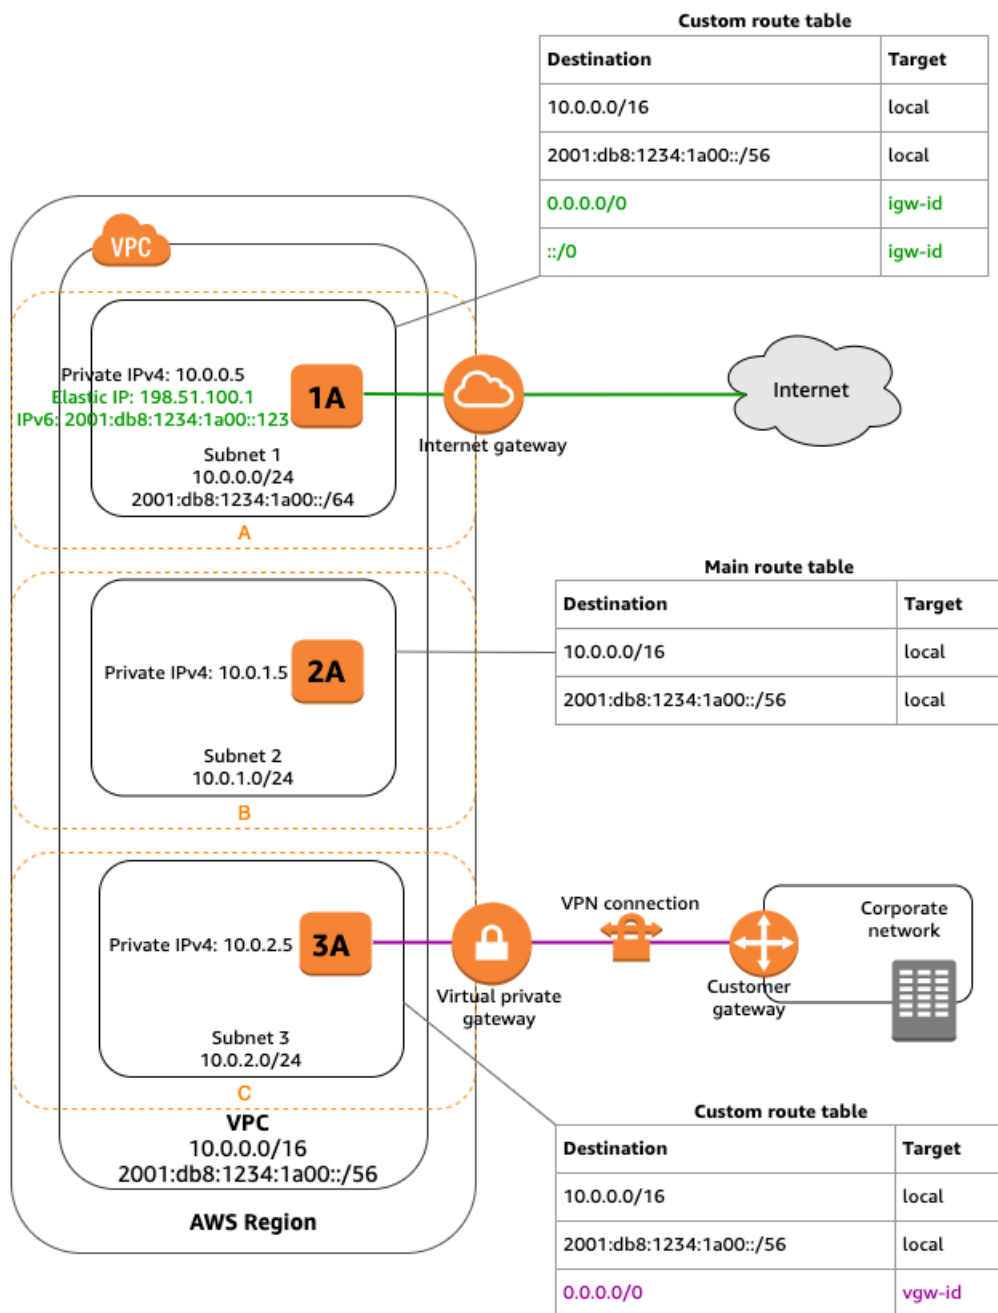 Custom route table
Destination Target
10.0.0.0/16 local
2001:db8:1234:1a00::/56 local
0.0.0.0/0 igw-id
::/0 igw-id
VPC
Private IPv4: 10.0.0.5
Elastic IP: 198.51.100.1
IPv6: 2001:db8:1234:1a00::123
1A
Subnet 1
10.0.0.0/24
2001:db8:1234:1a00::/64
A
Internet gateway
Internet
Main route table
Destination Target
10.0.0.0/16 local
2001:db8:1234:1a00::/56 local
Private IPv4: 10.0.1.5
2A
Subnet 2
10.0.1.0/24
B
Private IPv4: 10.0.2.5
3A
Subnet 3
10.0.2.0/24
C
Virtual private
gateway
VPN connection
Customer
gateway
Corporate
network
VPC
10.0.0.0/16
2001:db8:1234:1a00::/56
AWS Region
Custom route table
Destination Target
10.0.0.0/16 local
2001:db8:1234:1a00::/56 local
0.0.0.0/0 vgw-id